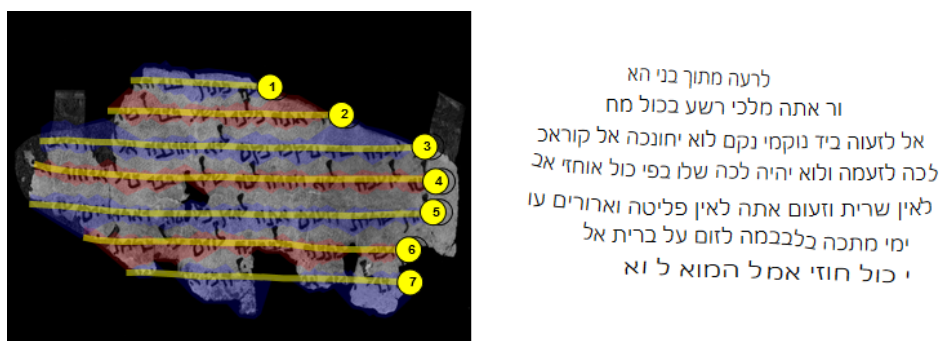 1
2
3
4
5
6
7
לרעה מתוך בני הא
ור אתה מלכי רשע בכול מח
אל לזעוה ביד נוקמי נקם לוא יחונכה אל קוראכ
לכה לזעמה ולוא יהיה לכה שלו בפי כול אוחזי אב
לאין שרית וזעום אתה לאין פליטה וארורים עו
ימי מתכה בלבבמה לזום על ברית אל
י כול חוזי אמל המוא ל וא